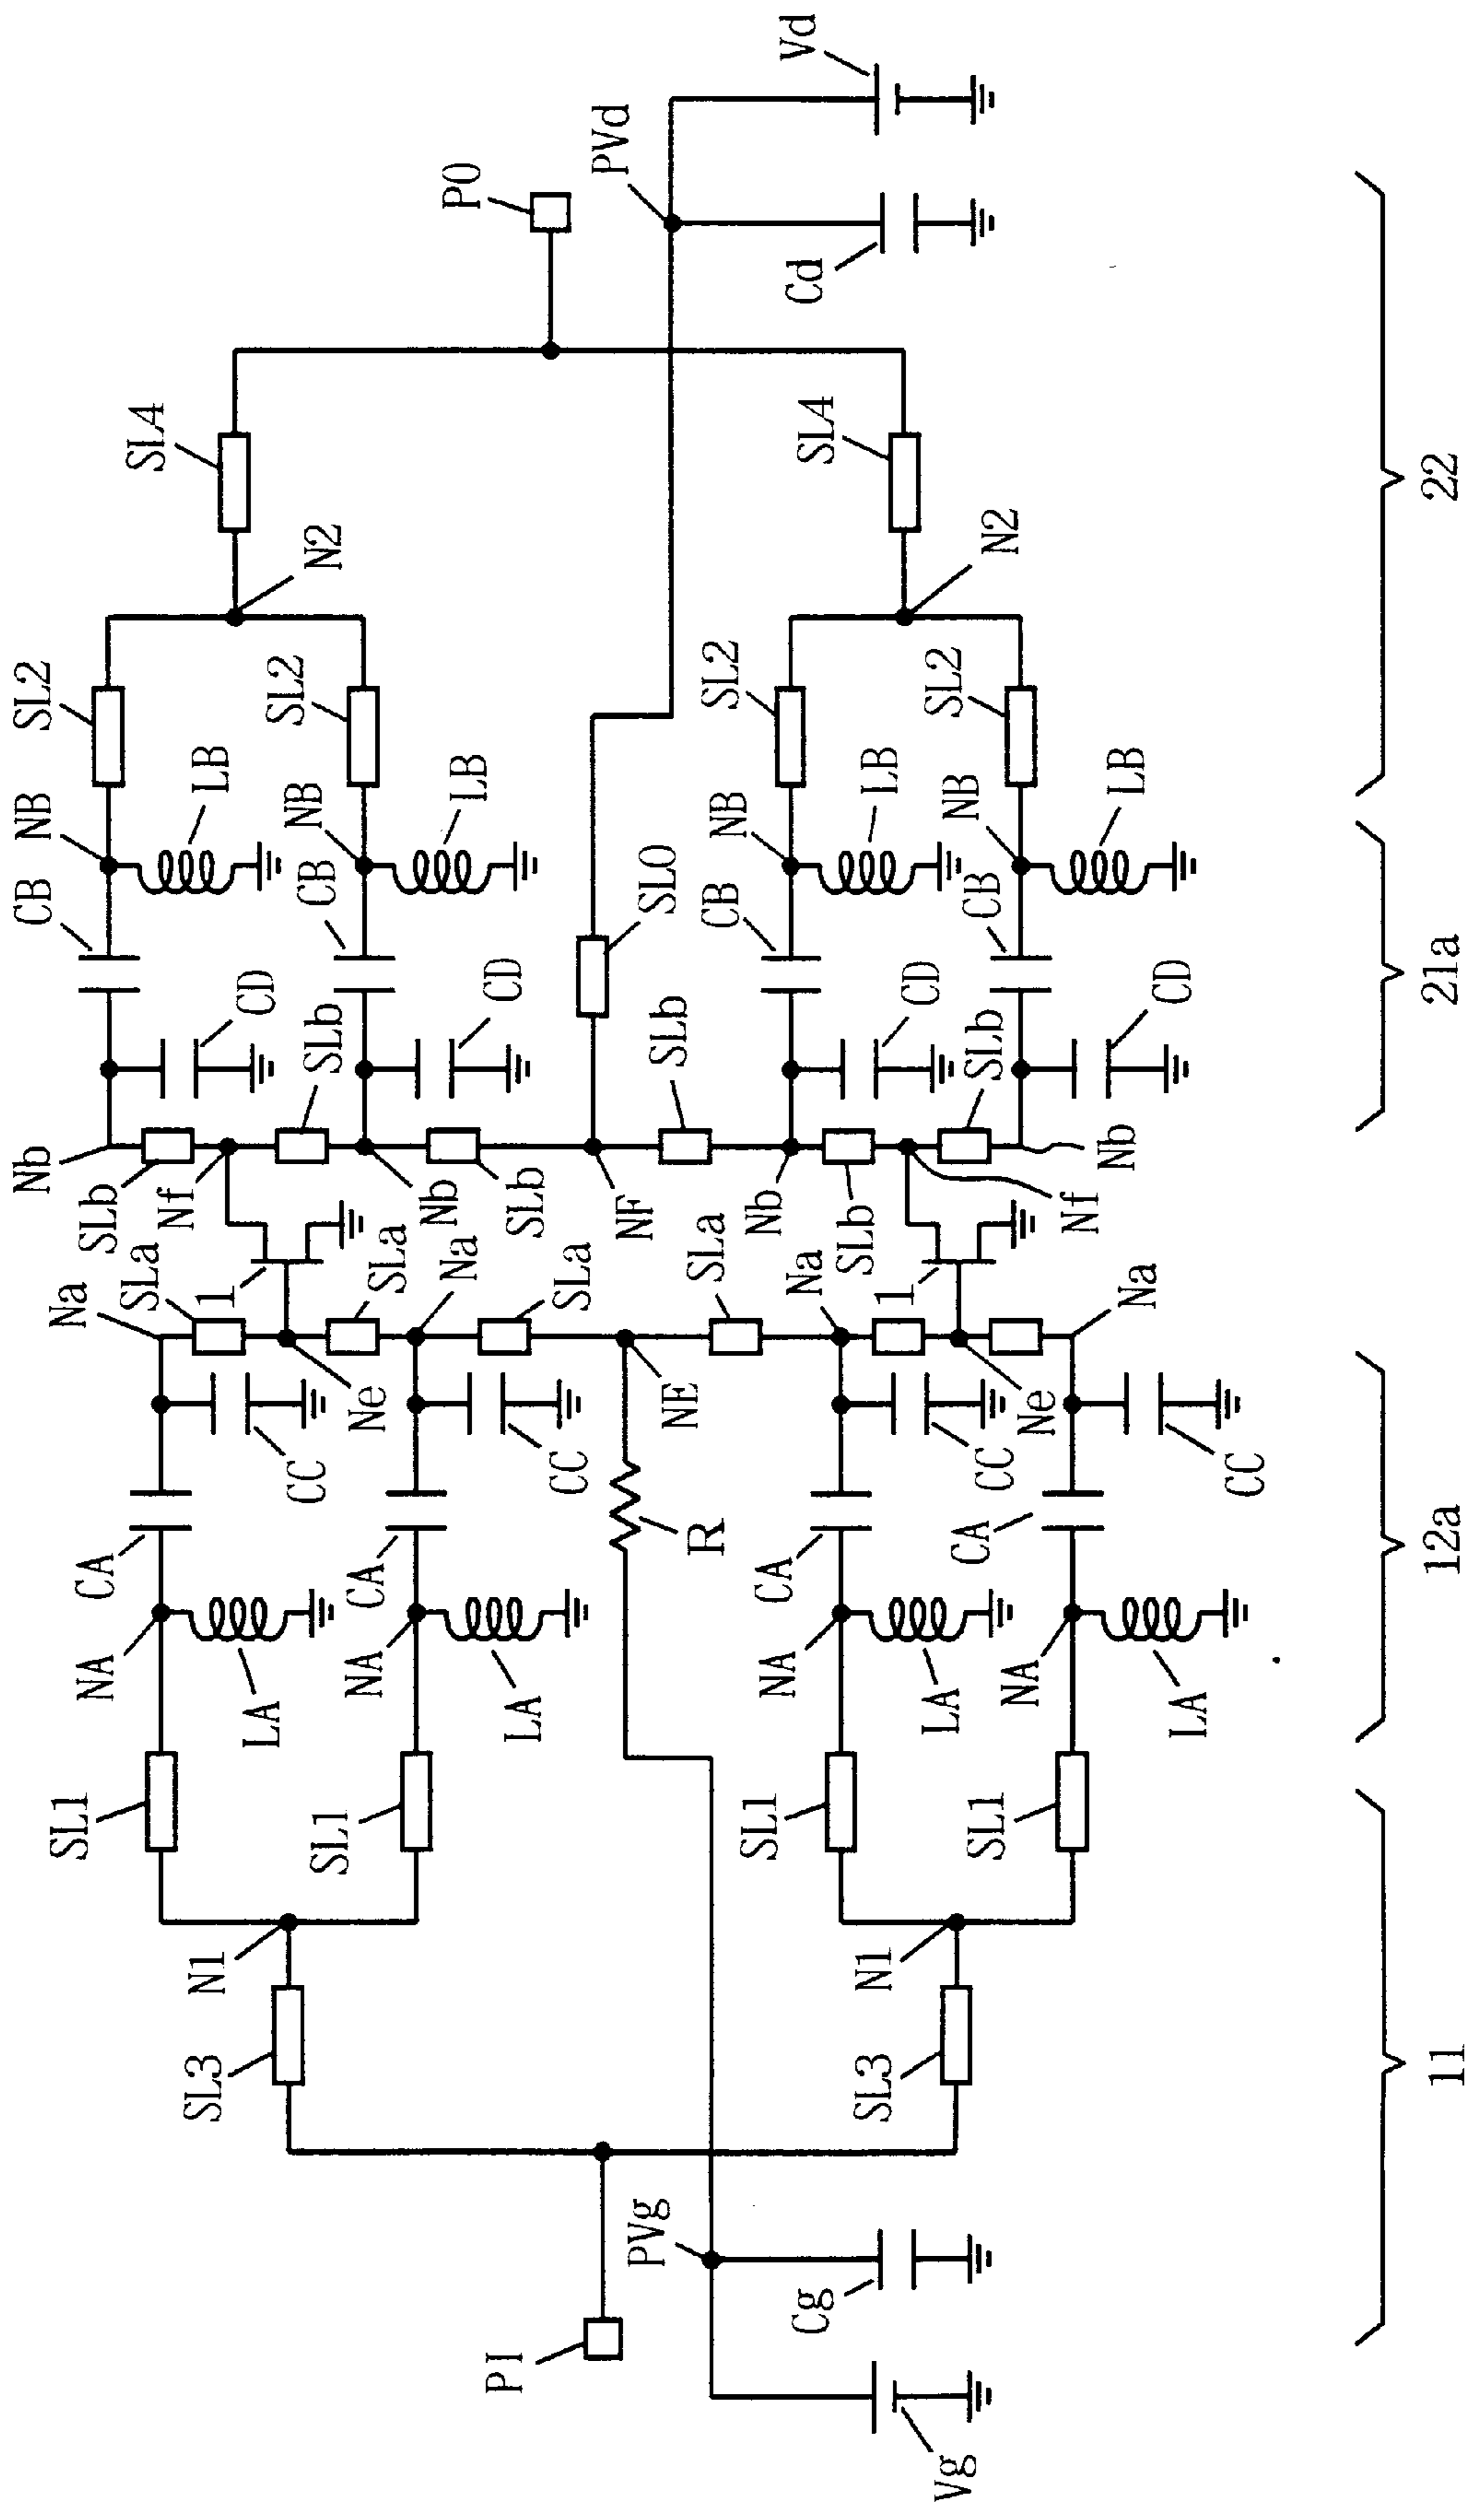 Vd
PVd
PO
Cd
SL4
SL4
N2
N2
22
SL2
SL2
SL2
SL2
NB
LB
NB
LB
NB
LB
NB
LB
CB
CB
CB
CB
SL0
CD
CD
CD
CD
SLb
SLb
SLb
21a
Nb
SLb
Nf
Nb
SLb
NF
Nb
SLb
Nf
Nb
Na
SLa
1
SLa
Na
SLa
SLa
Na
1
Na
Ne
CC
CC
NE
CC
Ne
CC
CA
CA
R
CA
CA
12a
NA
LA
NA
LA
NA
LA
NA
LA
SL1
SL1
SL1
SL1
N1
N1
SL3
SL3
11
PI
PVg
Cg
Vg